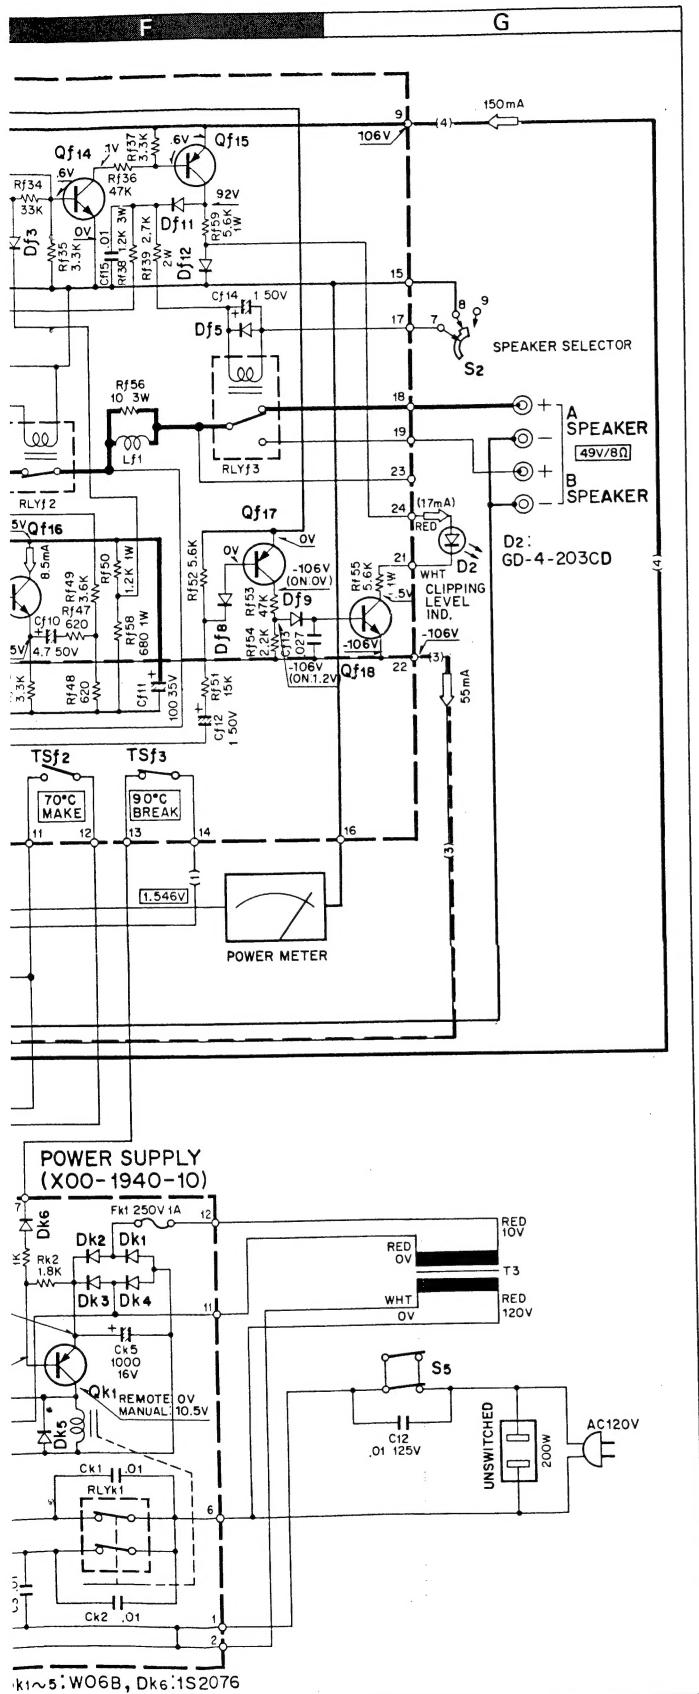 F
G
9
(4)
150mA
106V
Qf14
.1V
Rf37
3.3K
.6V
Qf15
Rf36
47K
Rf34
33K
.6V
0V
Df3
Rf35
3.3K
Cf15 .01
Rf38 1.2K 3W
Rf39 2.7K
2W
Df11
92V
Rf59
5.6K
1W
Df12
15
Cf14 1 50V
+
Df5
17
7
8
9
S2
SPEAKER SELECTOR
Rf56
10 3W
Lf1
RLYf3
18
19
23
+
A
SPEAKER
−
49V/8Ω
+
B
SPEAKER
−
RLYf2
24
(17mA)
RED
D2
D2:
GD-4-203CD
21
WHT
CLIPPING
LEVEL
IND.
5V
Qf16
8.5mA
Rf49
3.6K
Rf50
1.2K 1W
Rf47
620
Cf10
+
4.7 50V
5V
Rf58
680 1W
3.3K
Rf48
620
Cf11
+
100 35V
Rf52 5.6K
Qf17
0V
0V
-106V
(ON:0V)
Rf53
47K
Df9
Df8
Rf54
2.2K
Cf13
.027
Rf55
5.6K
1W
-.5V
-106V
Qf18
-106V
(ON:1.2V)
Rf51
15K
+
Cf12
1 50V
22
-106V
(3)
55mA
(4)
TSf2
70°C
MAKE
TSf3
90°C
BREAK
11
12
13
14
16
(1)
1.546V
(3)
POWER METER
POWER SUPPLY
(X00-1940-10)
7
Dk6
1K
Rk2
1.8K
Fk1 250V 1A
12
Dk2
Dk1
Dk3
Dk4
11
+
Ck5
1000
16V
Qk1
REMOTE:0V
MANUAL:10.5V
Dk5
RED
10V
RED
0V
T3
WHT
0V
RED
120V
S5
C12
.01 125V
UNSWITCHED
200W
AC120V
Ck1 .01
RLYk1
6
Ck2 .01
1
2
k1~5:W06B, Dk6:1S2076